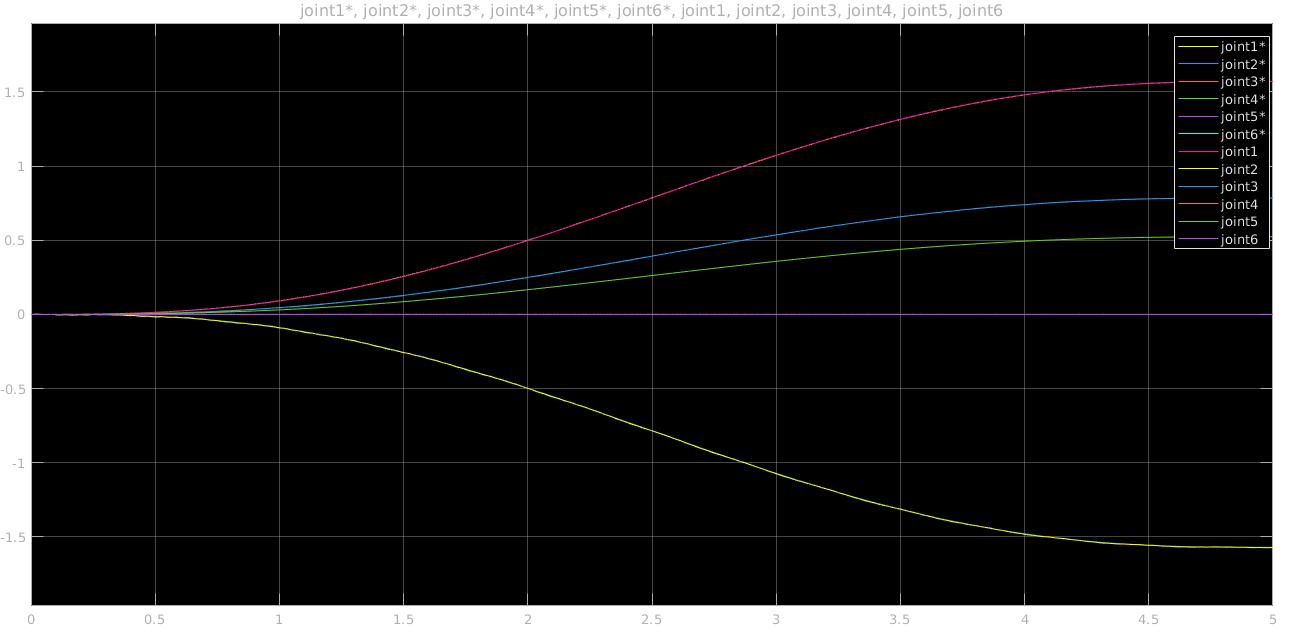 joint1*, joint2*, joint3*, joint4*, joint5*, joint6*, joint1, joint2, joint3, joint4, joint5, joint6
joint1*
joint2*
joint3*
joint4*
joint5*
joint6*
joint1
joint2
joint3
joint4
joint5
joint6
1.5
1
0.5
0
-0.5
-1
-1.5
0 0.5 1 1.5 2 2.5 3 3.5 4 4.5 5